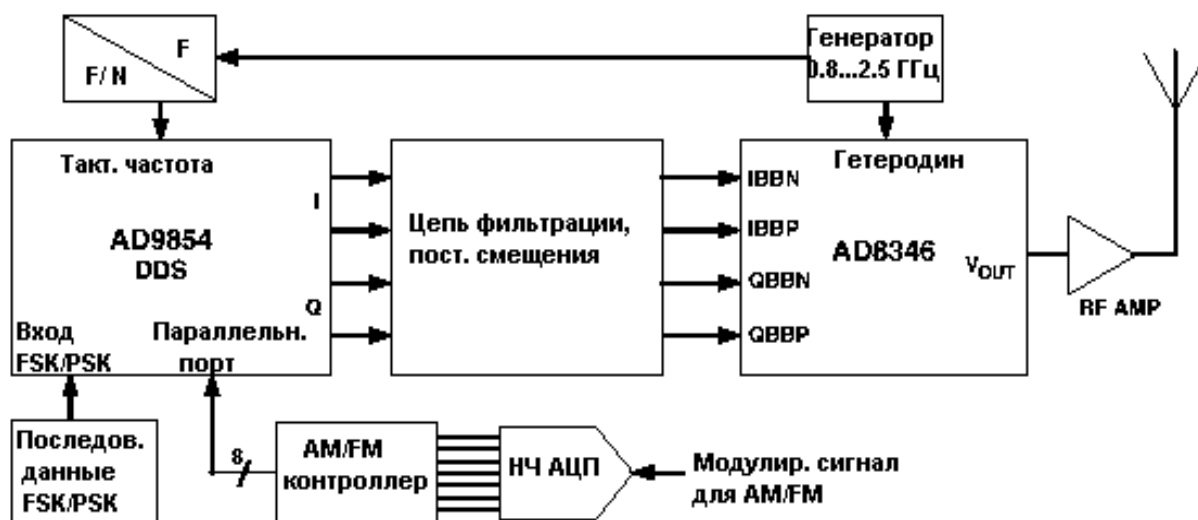 F
F/N
Генератор
0.8...2.5 ГГц
Такт. частота
I
AD9854
DDS
Q
Вход
FSK/PSK
Параллельн.
порт
Цепь фильтрации,
пост. смещения
Гетеродин
IBBN
IBBP
QBBN
QBBP
AD8346
VOUT
RF AMP
Последов.
данные
FSK/PSK
8
AM/FM
контроллер
НЧ АЦП
Модулир. сигнал
для AM/FM